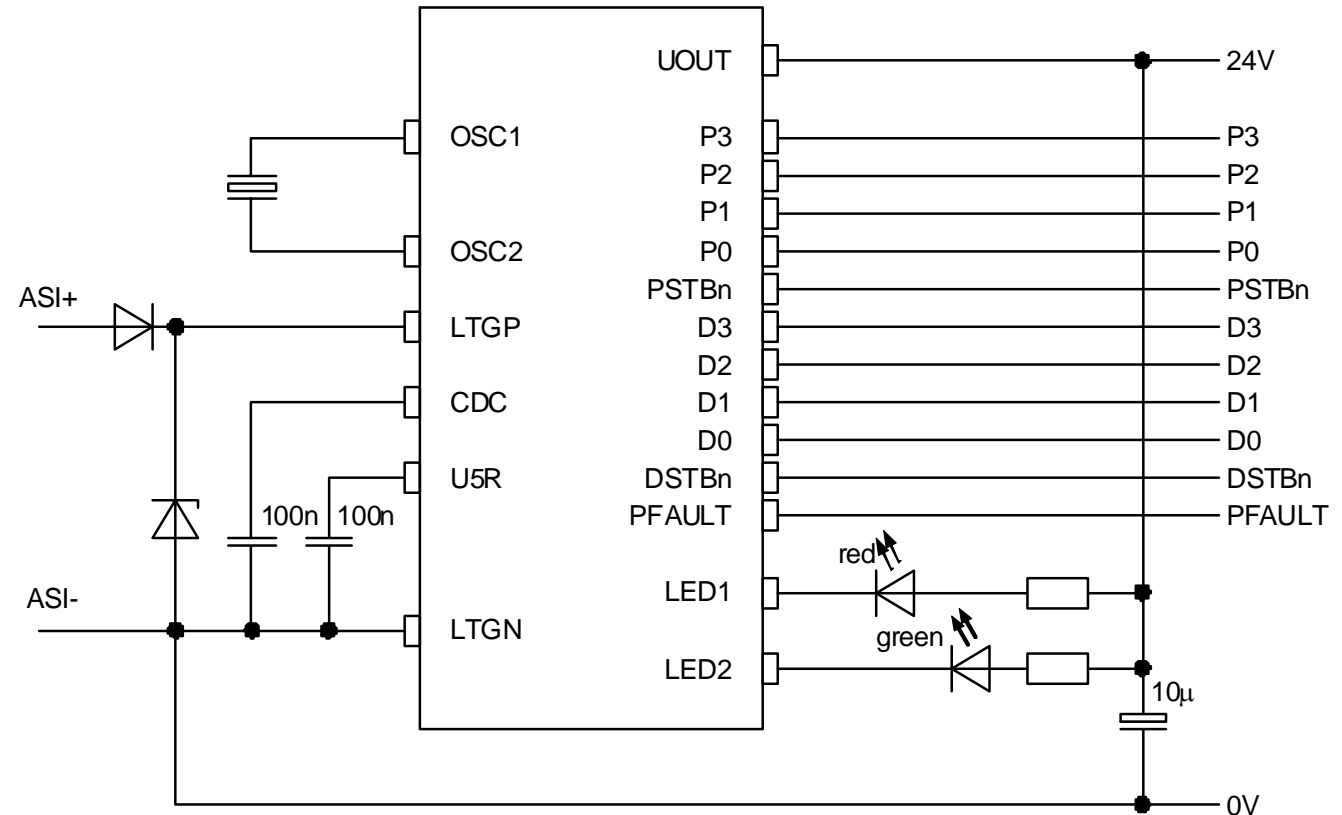 UOUT 24V
OSC1 P3 P3
P2 P2
P1 P1
OSC2 P0 P0
PSTBn PSTBn
ASI+
LTGP D3 D3
D2 D2
CDC D1 D1
D0 D0
U5R DSTBn DSTBn
100n 100n PFAULT PFAULT
red
ASI- LED1
LTGN green
LED2
10μ
0V